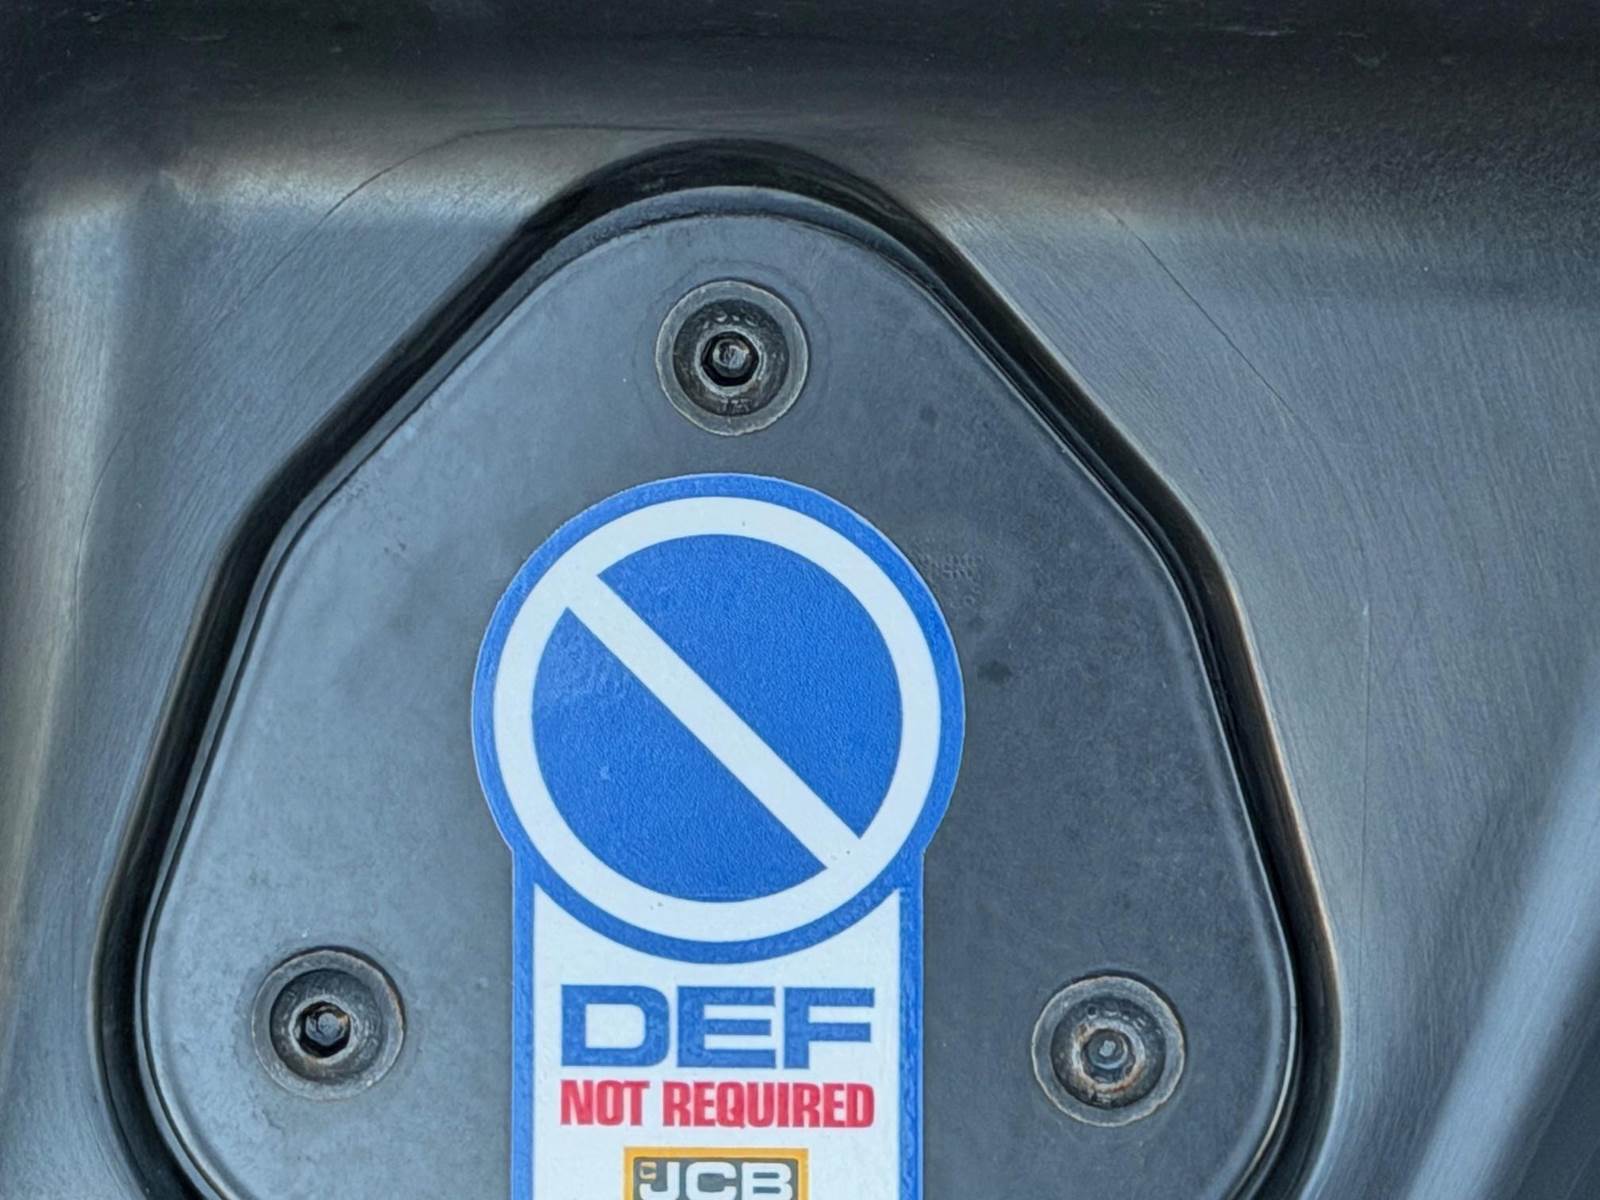 DEF
NOT REQUIRED
JCB